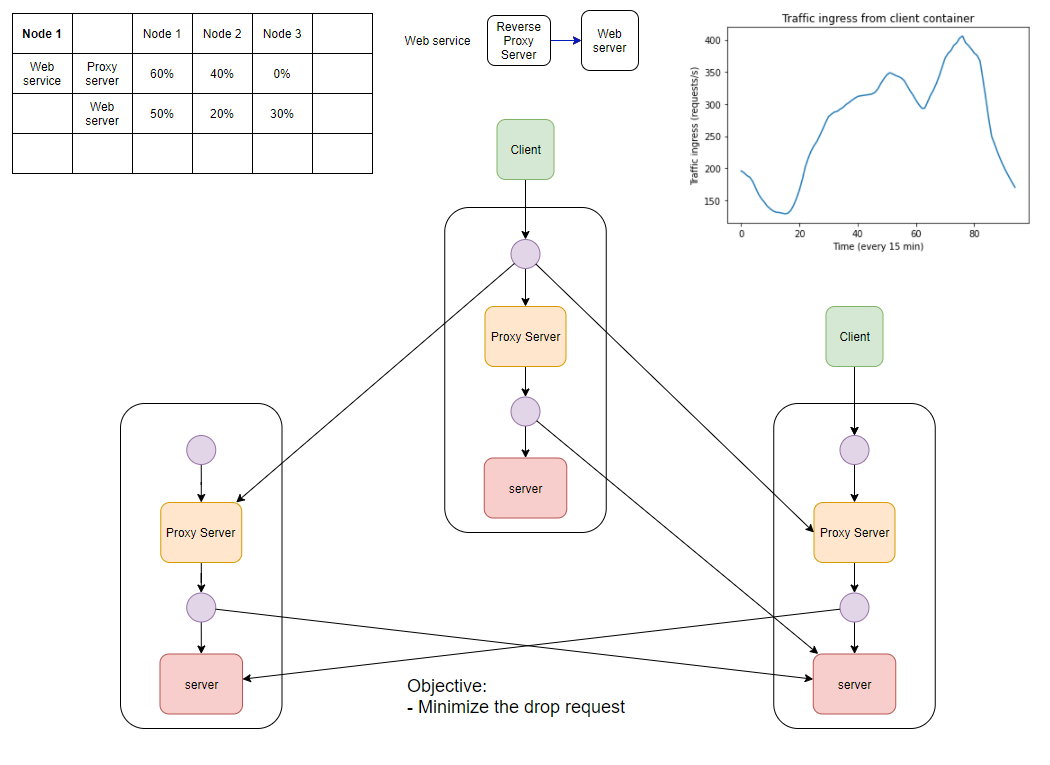 Node 1 Node 1 Node 2 Node 3
Web service Proxy server 60% 40% 0%
Web server 50% 20% 30%
Web service
Reverse
Proxy
Server
Web
server
Traffic ingress from client container
Traffic ingress (requests/s)
400
350
300
250
200
150
0 20 40 60 80
Time (every 15 min)
Client
Proxy Server
server
Client
Proxy Server
server
Proxy Server
server
Objective:
- Minimize the drop request